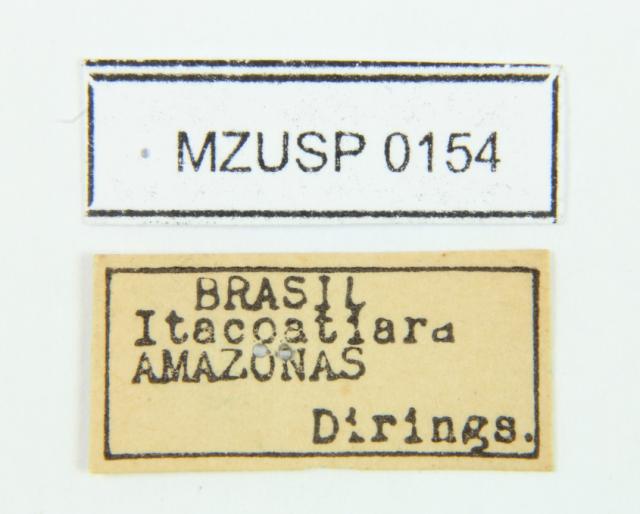 MZUSP 0154
BRASIL
Itacoatiara
AMAZONAS
Dirings.